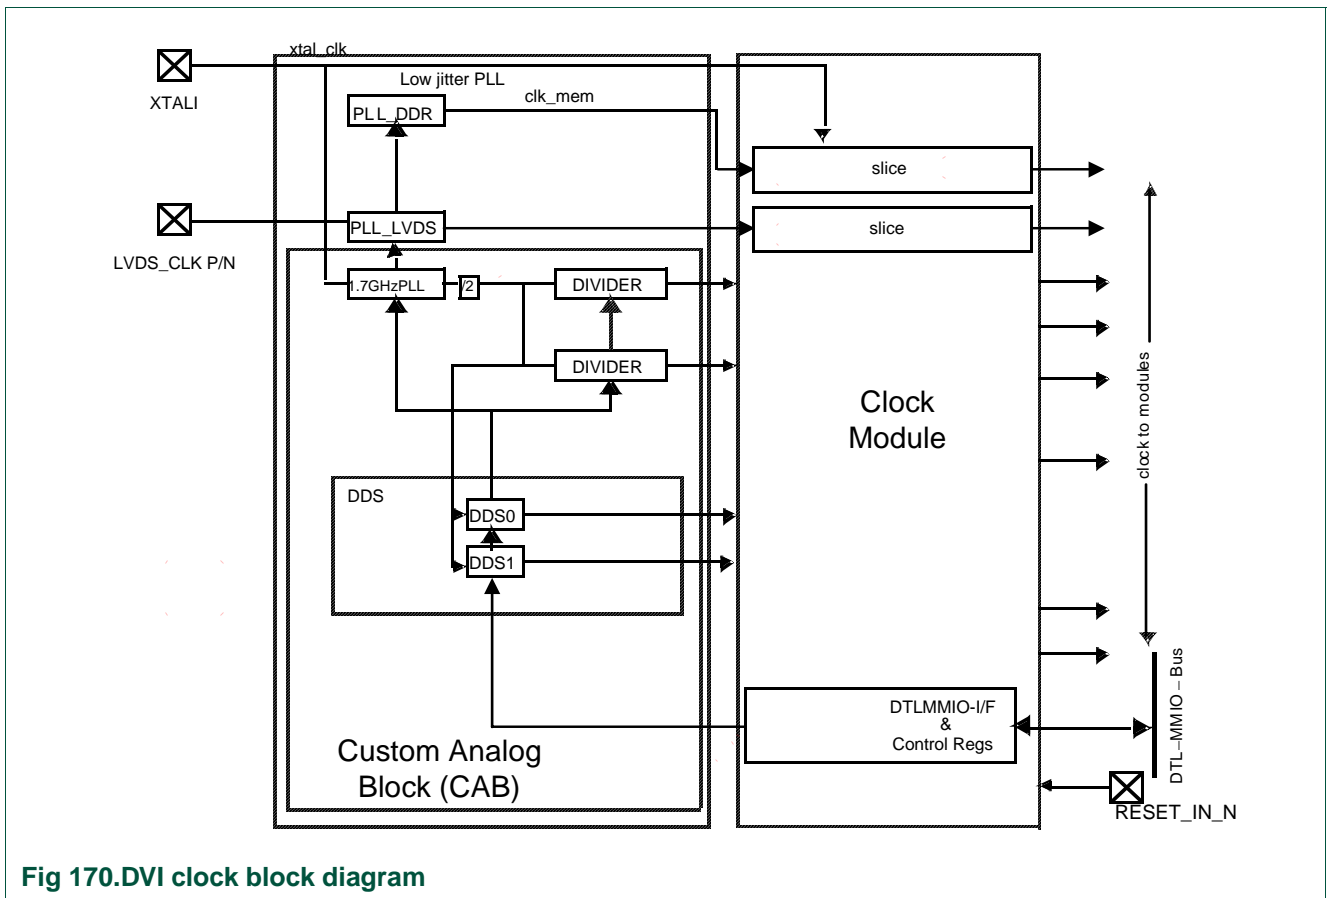 xtal_clk
XTALI
Low jitter PLL
PLL_DDR
clk_mem
slice
PLL_LVDS
slice
LVDS_CLK P/N
1.7GHzPLL
/2
DIVIDER
DIVIDER
Clock
Module
clock to modules
DDS
DDS0
DDS1
DTLMMIO-I/F
&
Control Regs
DTL–MMIO–Bus
Custom Analog
Block (CAB)
RESET_IN_N
Fig 170.DVI clock block diagram